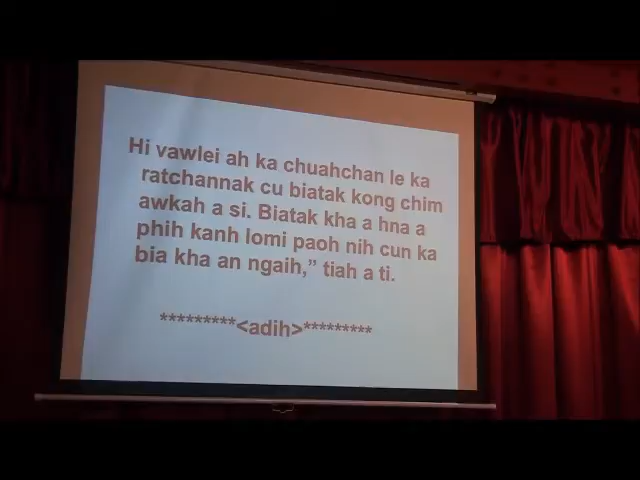 Hi vawlei ah ka chuahchan le ka
ratchannak cu biatak kong chim
awkah a si. Biatak kha a hna a
phih kanh lomi paoh nih cun ka
bia kha an ngaih,” tiah a ti.
*********<adih>*********